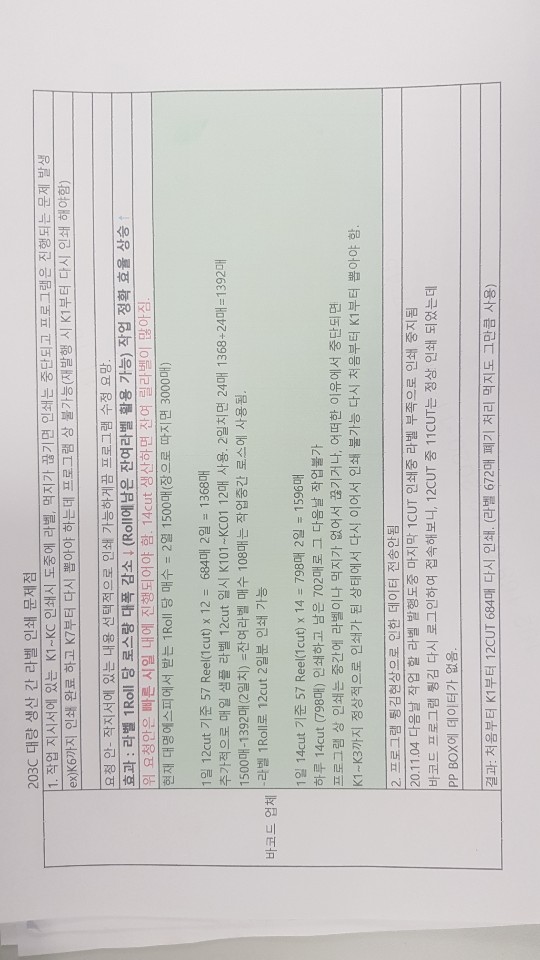 203C 대량 생산 간 라벨 인쇄 문제점
1. 작업 지시서에 있는 K1~KC 인쇄시 도중에 라벨, 먹지가 끊기면 인쇄는 중단되고 프로그램은 진행되는 문제 발생
ex)K6까지 인쇄 완료 하고 K7부터 다시 뽑아야 하는데 프로그램 상 불가능(재발행 시 K1부터 다시 인쇄 해야함)
요청 안- 작지서에 있는 내용 선택적으로 인쇄 가능하게끔 프로그램 수정 요망.
효과 : 라벨 1Roll 당 로스량 대폭 감소↓(Roll에남은 잔여라벨 활용 가능) 작업 정확 효율 상승↑
위 요청안은 빠른 시일 내에 진행되어야 함. 14cut 생산하면 잔여 릴라벨이 많아짐.
현재 대명에스피에서 받는 1Roll 당 매수 = 2열 1500매(장으로 따지면 3000매)
1일 12cut 기준 57 Reel(1cut) x 12 = 684매 2일 = 1368매
추가적으로 매일 샘플 라벨 12cut 일시 K101~KC01 12매 사용. 2일치면 24매 1368+24매=1392매
1500매-1392매(2일치) =잔여라벨 매수 108매는 작업중간 로스에 사용됨.
-라벨 1Roll로 12cut 2일분 인쇄 가능
바코드 업체
1일 14cut 기준 57 Reel(1cut) x 14 = 798매 2일 = 1596매
하루 14cut (798매) 인쇄하고 남은 702매로 그 다음날 작업불가
프로그램 상 인쇄는 중간에 라벨이나 먹지가 없어서 끊기거나, 어떠한 이유에서 중단되면
K1~K3까지 정상적으로 인쇄가 된 상태에서 다시 이어서 인쇄 불가능 다시 처음부터 K1부터 뽑아야 함.
2. 프로그램 튕김현상으로 인한 데이터 전송안됨
20.11.04 다음날 작업 할 라벨 발행도중 마지막 1CUT 인쇄중 라벨 부족으로 인쇄 중지됨
바코드 프로그램 튕김 다시 로그인하여 접속해보니, 12CUT 중 11CUT는 정상 인쇄 되었는데
PP BOX에 데이터가 없음.
결과: 처음부터 K1부터 12CUT 684매 다시 인쇄. (라벨 672매 폐기 처리 먹지도 그만큼 사용)